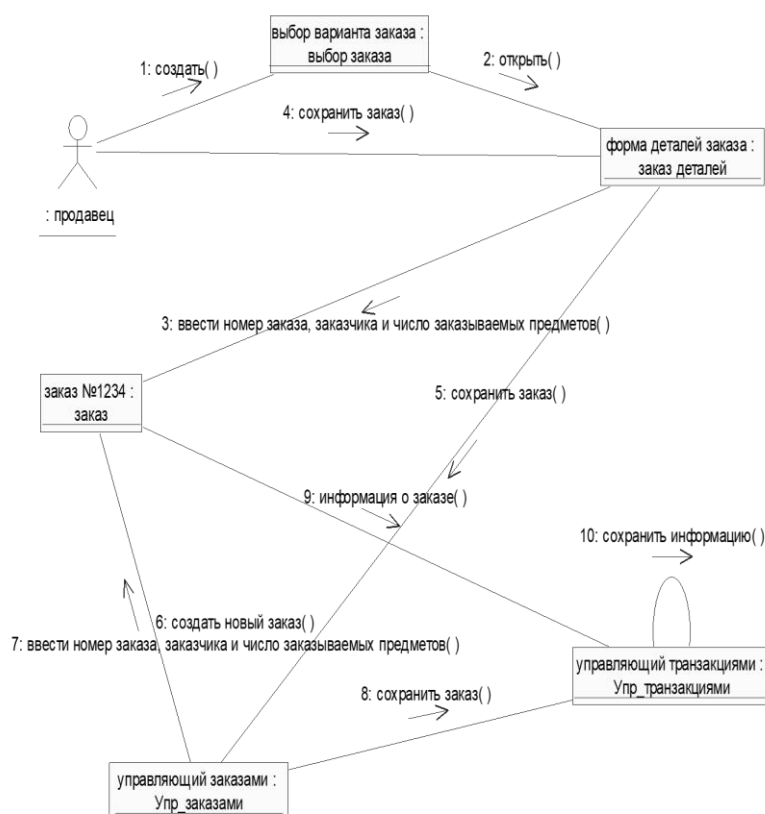 выбор варианта заказа :
выбор заказа
1: создать( )
2: открыть( )
4: сохранить заказ( )
форма деталей заказа :
заказ деталей
: продавец
3: ввести номер заказа, заказчика и число заказываемых предметов( )
заказ №1234 :
заказ
5: сохранить заказ( )
9: информация о заказе( )
10: сохранить информацию( )
6: создать новый заказ( )
7: ввести номер заказа, заказчика и число заказываемых предметов( )
управляющий транзакциями :
Упр_транзакциями
8: сохранить заказ( )
управляющий заказами :
Упр_заказами